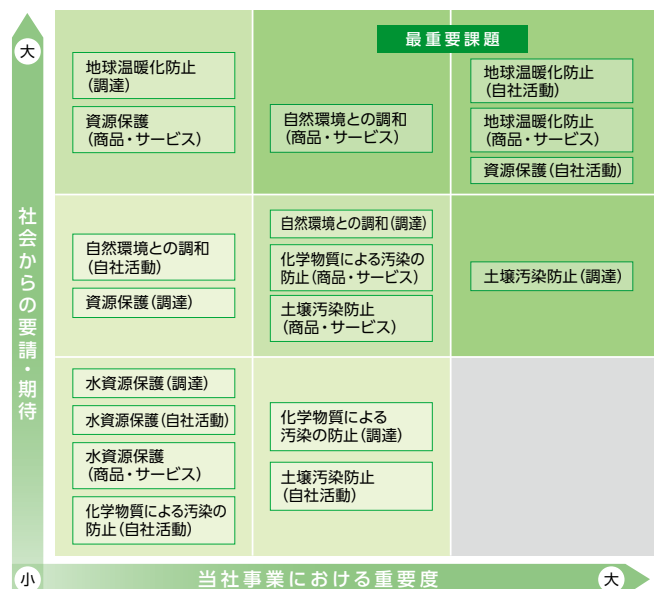 大
最重要課題
地球温暖化防止
(調達)
資源保護
(商品・サービス)
自然環境との調和
(商品・サービス)
地球温暖化防止
(自社活動)
地球温暖化防止
(商品・サービス)
資源保護(自社活動)
社会からの要請・期待
自然環境との調和
(自社活動)
資源保護(調達)
自然環境との調和(調達)
化学物質による汚染の
防止(商品・サービス)
土壌汚染防止
(商品・サービス)
土壌汚染防止(調達)
水資源保護(調達)
水資源保護(自社活動)
水資源保護
(商品・サービス)
化学物質による汚染の
防止(自社活動)
化学物質による
汚染の防止(調達)
土壌汚染防止
(自社活動)
小
当社事業における重要度
大